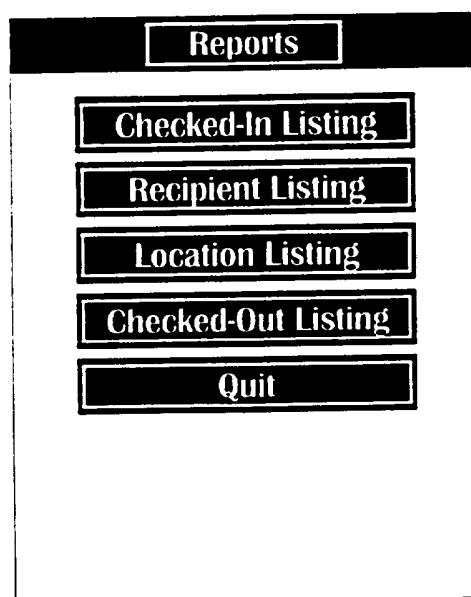 Reports
Checked-In Listing
Recipient Listing
Location Listing
Checked-Out Listing
Quit